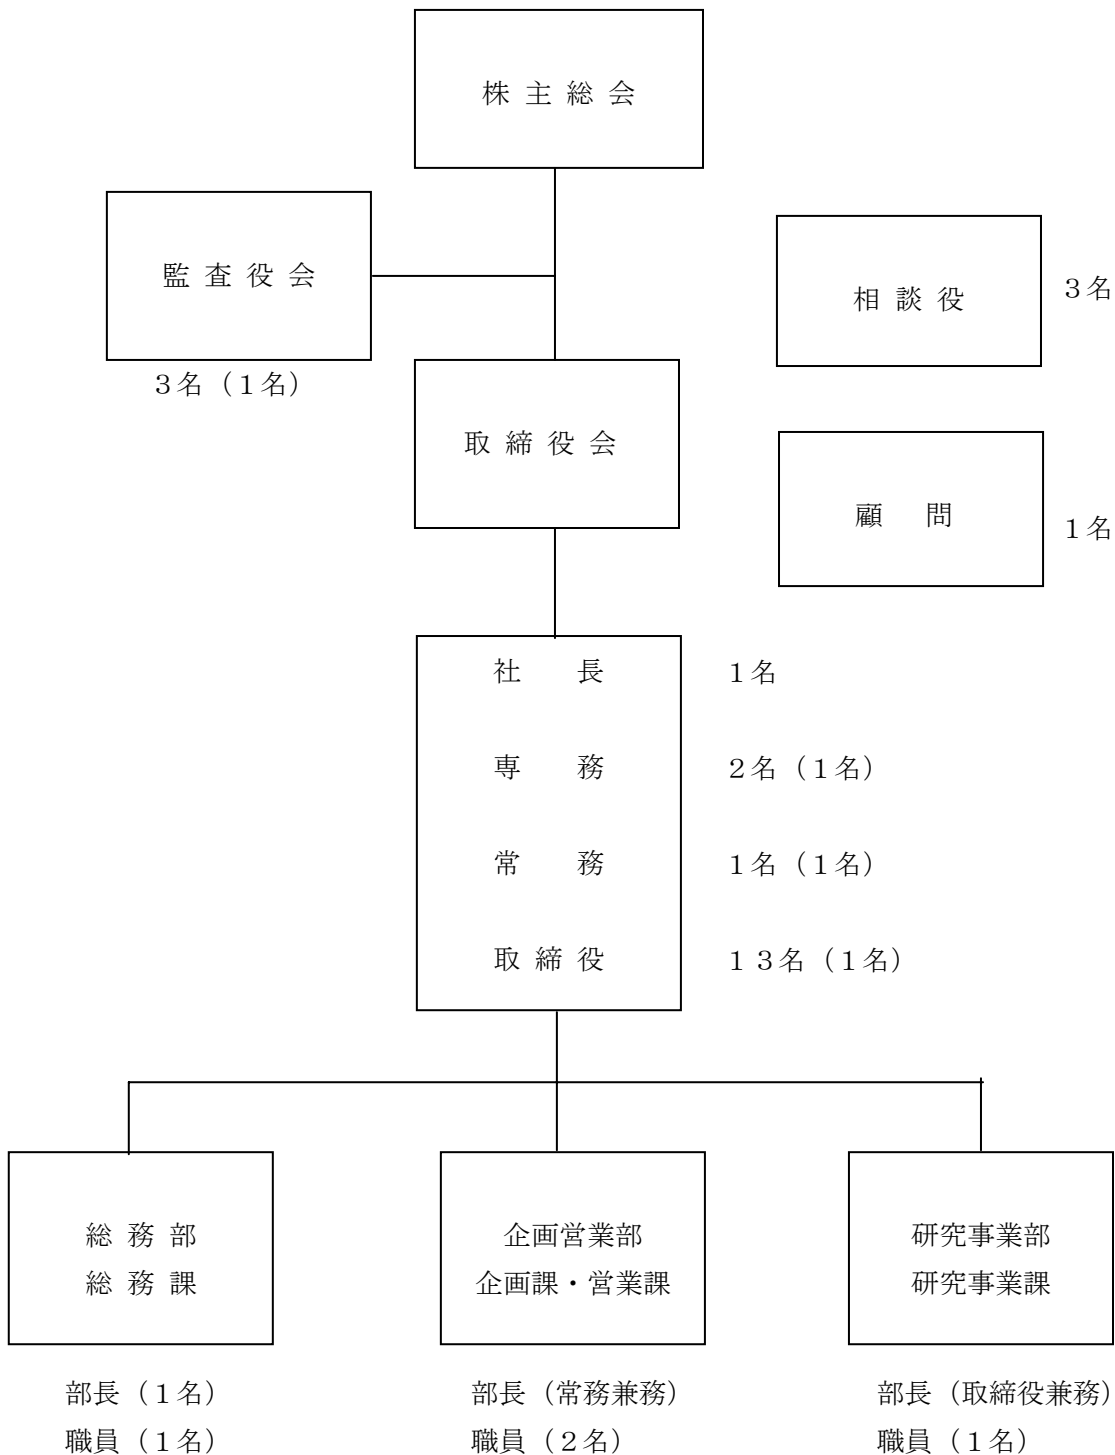 株 主 総 会
監 査 役 会
3名（1名）
相 談 役
3名
取 締 役 会
顧　問
1名
社　長
1名
専　務
2名（1名）
常　務
1名（1名）
取 締 役
13名（1名）
総 務 部
総 務 課
部長（1名）
職員（1名）
企画営業部
企画課・営業課
部長（常務兼務）
職員（2名）
研究事業部
研究事業課
部長（取締役兼務）
職員（1名）